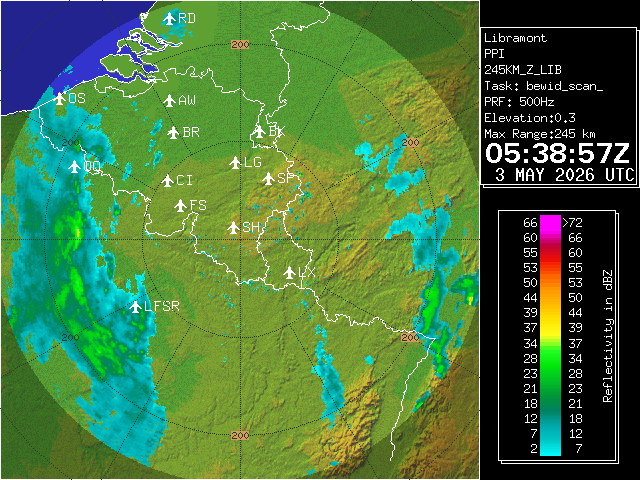 RD
200
OS
AW
BR
BK
200
DQ
LG
CI
SP
FS
SH
LX
LFSR
200
200
200
Libramont
PPI
245KM_Z_LIB
Task: bewid_scan_
PRF: 500Hz
Elevation:0.3
Max Range:245 km
05:38:57Z
3 MAY 2026 UTC
66 >72
60 66
55 60
53 55
50 53
44 50
39 44
37 39
34 37
28 34
23 28
21 23
18 21
12 18
7 12
2 7
Reflectivity in dBZ